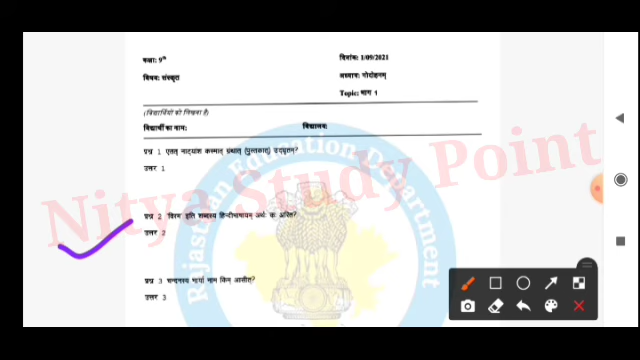 कक्षा: 9th
दिनांक: 1/09/2021
विषय: संस्कृत
अध्याय: गोदोहनम्
Topic: भाग 1
(विद्यार्थियों को लिखना है)
विद्यार्थी का नाम:
विद्यालय:
प्रश्न 1 एतत् नाट्यांश कस्मात् ग्रंथात् (पुस्तकात्) उद्घृतम्?
उत्तर 1
प्रश्न 2 विरम इति शब्दस्य हिन्दीभाषायम् अर्थः कः अस्ति?
उत्तर 2
प्रश्न 3 चन्दनस्य भार्या नाम किम् आसीत्?
उत्तर 3
Nitya Study Point
Rajasthan Education Department